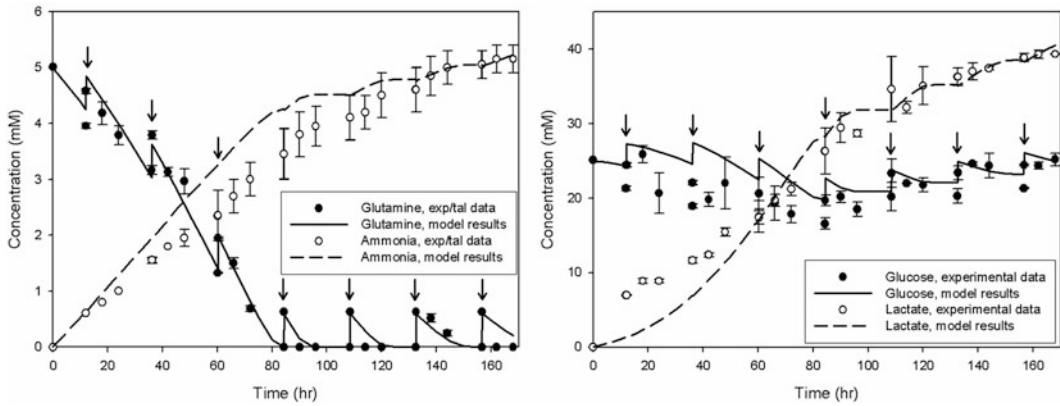 6
5
4
3
2
1
0
Concentration (mM)
Glutamine, exp/tal data
Glutamine, model results
Ammonia, exp/tal data
Ammonia, model results
0 20 40 60 80 100 120 140 160
Time (hr)
40
30
20
10
0
Concentration (mM)
Glucose, experimental data
Glucose, model results
Lactate, experimental data
Lactate, model results
0 20 40 60 80 100 120 140 160
Time (hr)